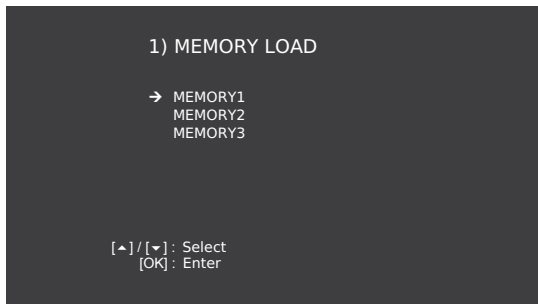 1) MEMORY LOAD
→ MEMORY1
MEMORY2
MEMORY3
[▲] / [▼] : Select
[OK] : Enter